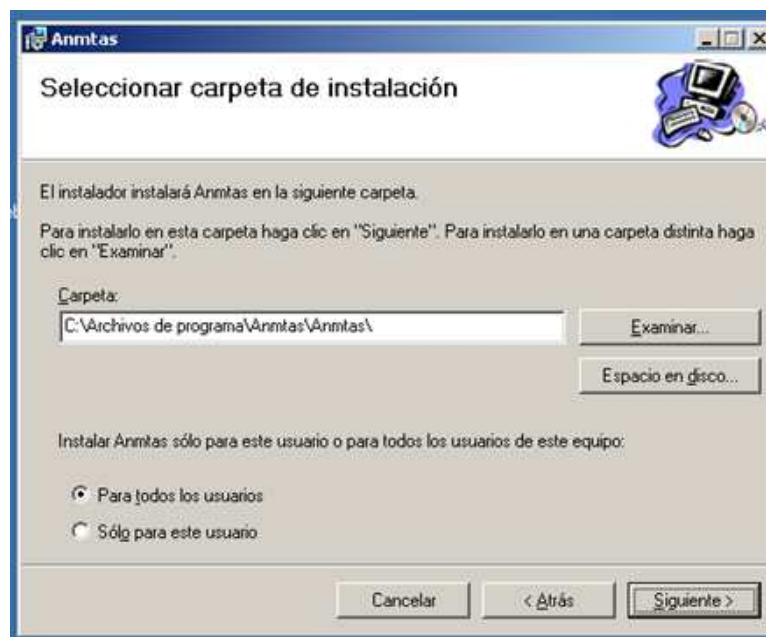 Anmtas
Seleccionar carpeta de instalación
El instalador instalará Anmtas en la siguiente carpeta.
Para instalarlo en esta carpeta haga clic en "Siguiente". Para instalarlo en una carpeta distinta haga
clic en "Examinar".
Carpeta:
C:\Archivos de programa\Anmtas\Anmtas\
Examinar...
Espacio en disco...
Instalar Anmtas sólo para este usuario o para todos los usuarios de este equipo:
Para todos los usuarios
Sólo para este usuario
Cancelar
< Atrás
Siguiente >